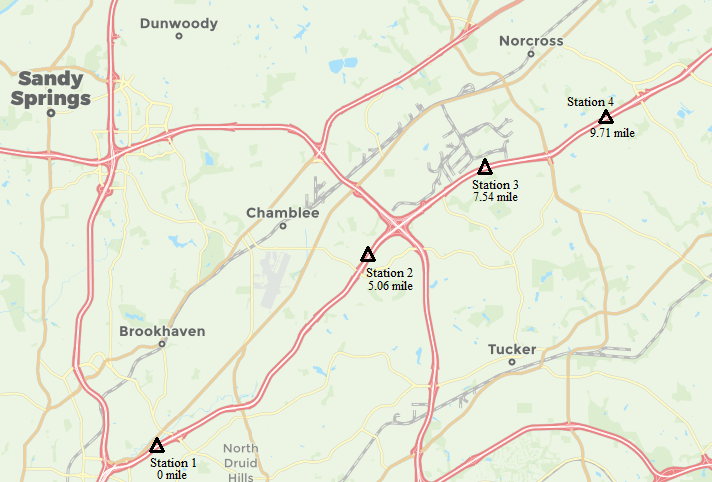 Dunwoody
Norcross
Sandy
Springs
Station 4
9.71 mile
Station 3
7.54 mile
Chamblee
Station 2
5.06 mile
Brookhaven
Tucker
North
Druid
Hills
Station 1
0 mile